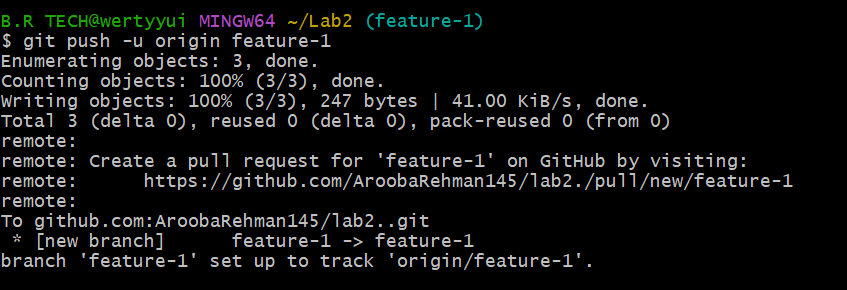 B.R TECH@wertyyui MINGW64 ~/Lab2 (feature-1)
$ git push -u origin feature-1
Enumerating objects: 3, done.
Counting objects: 100% (3/3), done.
Writing objects: 100% (3/3), 247 bytes | 41.00 KiB/s, done.
Total 3 (delta 0), reused 0 (delta 0), pack-reused 0 (from 0)
remote:
remote: Create a pull request for 'feature-1' on GitHub by visiting:
remote:      https://github.com/AroobaRehman145/lab2./pull/new/feature-1
remote:
To github.com:AroobaRehman145/lab2..git
 * [new branch]      feature-1 -> feature-1
branch 'feature-1' set up to track 'origin/feature-1'.